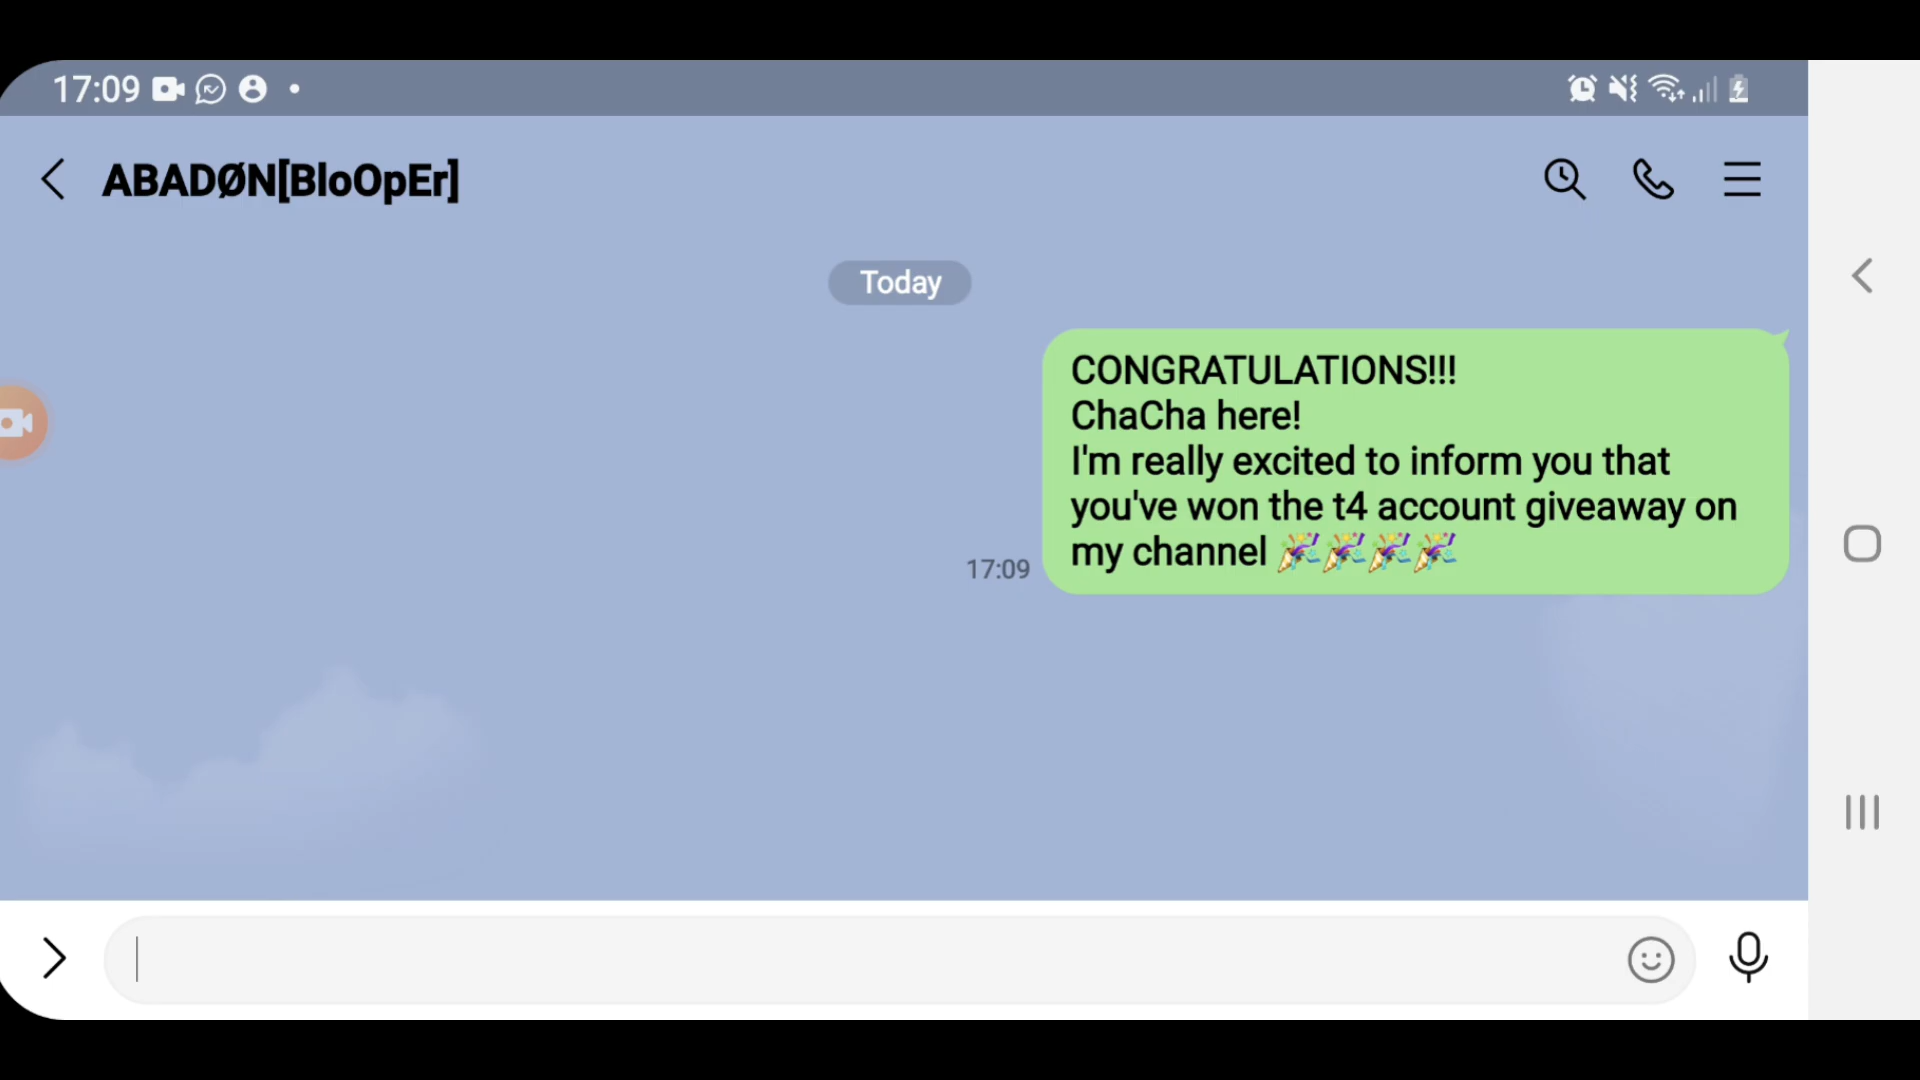 17:09
ABADØN[BloOpEr]
Today
CONGRATULATIONS!!!
ChaCha here!
I'm really excited to inform you that
you've won the t4 account giveaway on
my channel 🎉🎉🎉🎉
17:09